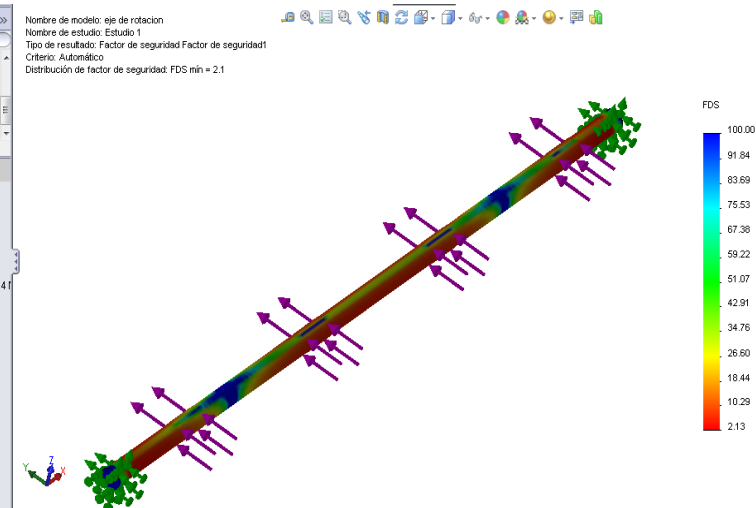 Nombre de modelo: eje de rotacion
Nombre de estudio: Estudio 1
Tipo de resultado: Factor de seguridad Factor de seguridad1
Criterio: Automático
Distribución de factor de seguridad: FDS mín = 2.1
FDS
100.00
91.84
83.69
75.53
67.38
59.22
51.07
42.91
34.76
26.60
18.44
10.29
2.13
Y
Z
X